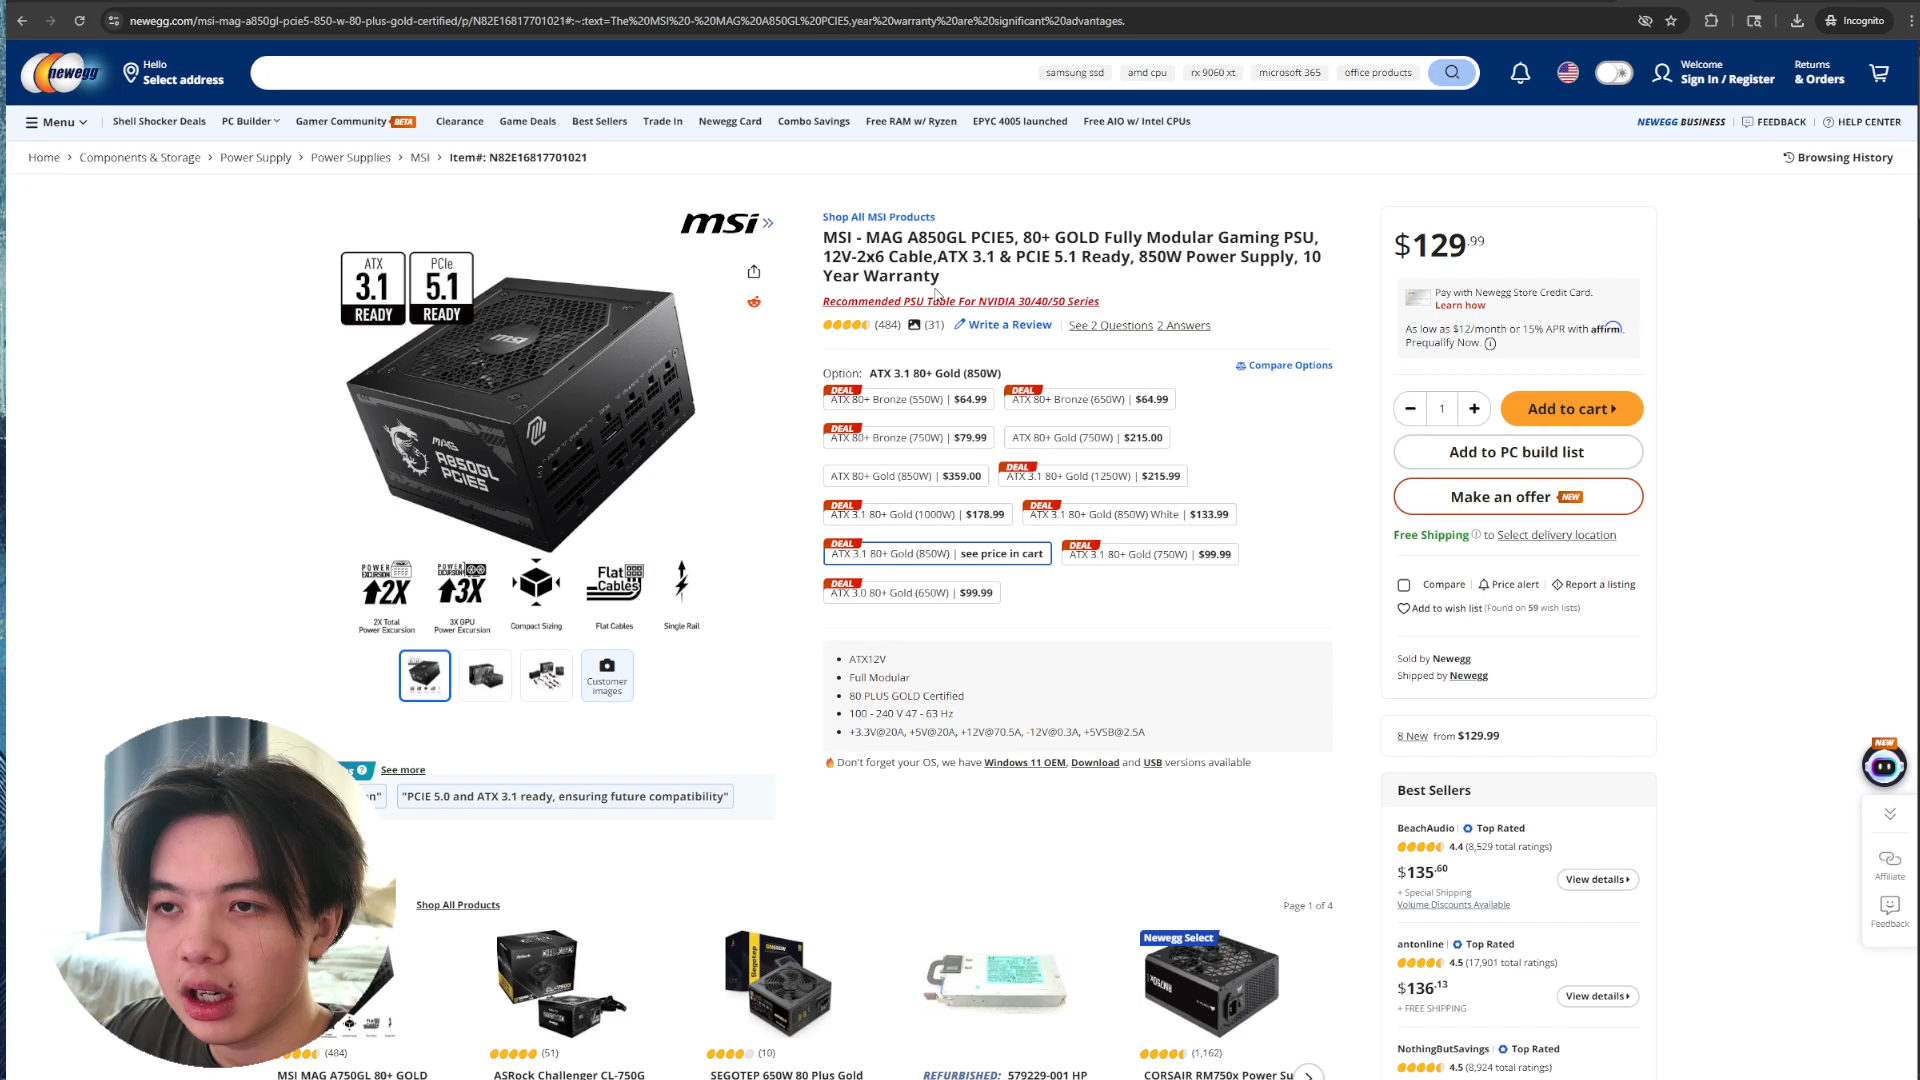 newegg.com/msi-mag-a850gl-pcie5-850-w-80-plus-gold-certified/p/N82E16817701021#:~:text=The%20MSI%20-%20MAG%20A850GL%20PCIE5,year%20warranty%20are%20significant%20advantages.
Incognito
newegg
Hello
Select address
samsung ssd
amd cpu
rx 9060 xt
microsoft 365
office products
Welcome
Sign In / Register
Returns
& Orders
Menu
Shell Shocker Deals
PC Builder
Gamer Community BETA
Clearance
Game Deals
Best Sellers
Trade In
Newegg Card
Combo Savings
Free RAM w/ Ryzen
EPYC 4005 launched
Free AIO w/ Intel CPUs
NEWEGG BUSINESS
FEEDBACK
HELP CENTER
Home > Components & Storage > Power Supply > Power Supplies > MSI > Item#: N82E16817701021
Browsing History
msi
ATX
3.1
READY
PCIe
5.1
READY
msi
MAG
A850GL
PCIE5
POWER
EXCURSION
2X
2X Total
Power Excursion
POWER
EXCURSION
3X
3X GPU
Power Excursion
Compact Sizing
Flat
Cables
Flat Cables
Single Rail
Customer
images
See more
"PCIE 5.0 and ATX 3.1 ready, ensuring future compatibility"
Shop All MSI Products
MSI - MAG A850GL PCIE5, 80+ GOLD Fully Modular Gaming PSU,
12V-2x6 Cable,ATX 3.1 & PCIE 5.1 Ready, 850W Power Supply, 10
Year Warranty
Recommended PSU Table For NVIDIA 30/40/50 Series
(484) (31) Write a Review See 2 Questions 2 Answers
Compare Options
Option: ATX 3.1 80+ Gold (850W)
DEAL
ATX 80+ Bronze (550W) | $64.99
DEAL
ATX 80+ Bronze (650W) | $64.99
DEAL
ATX 80+ Bronze (750W) | $79.99
ATX 80+ Gold (750W) | $215.00
ATX 80+ Gold (850W) | $359.00
DEAL
ATX 3.1 80+ Gold (1250W) | $215.99
DEAL
ATX 3.1 80+ Gold (1000W) | $178.99
DEAL
ATX 3.1 80+ Gold (850W) White | $133.99
DEAL
ATX 3.1 80+ Gold (850W) | see price in cart
DEAL
ATX 3.1 80+ Gold (750W) | $99.99
DEAL
ATX 3.0 80+ Gold (650W) | $99.99
ATX12V
Full Modular
80 PLUS GOLD Certified
100 - 240 V 47 - 63 Hz
+3.3V@20A, +5V@20A, +12V@70.5A, -12V@0.3A, +5VSB@2.5A
Don't forget your OS, we have Windows 11 OEM, Download and USB versions available
$129.99
Pay with Newegg Store Credit Card.
Learn how
As low as $12/month or 15% APR with affirm.
Prequalify Now.
1
Add to cart
Add to PC build list
Make an offer NEW
Free Shipping to Select delivery location
Compare
Price alert
Report a listing
Add to wish list (Found on 59 wish lists)
Sold by Newegg
Shipped by Newegg
8 New from $129.99
Best Sellers
BeachAudio | Top Rated
4.4 (8,529 total ratings)
$135.60
+ Special Shipping
Volume Discounts Available
View details
antonline | Top Rated
4.5 (17,901 total ratings)
$136.13
+ FREE SHIPPING
View details
NothingButSavings | Top Rated
4.5 (8,924 total ratings)
NEW
Affiliate
Feedback
Shop All Products
Page 1 of 4
(484)
MSI MAG A750GL 80+ GOLD
(51)
ASRock Challenger CL-750G
Segotep
(10)
SEGOTEP 650W 80 Plus Gold
REFURBISHED: 579229-001 HP
Newegg Select
RM750x
(1,162)
CORSAIR RM750x Power Su